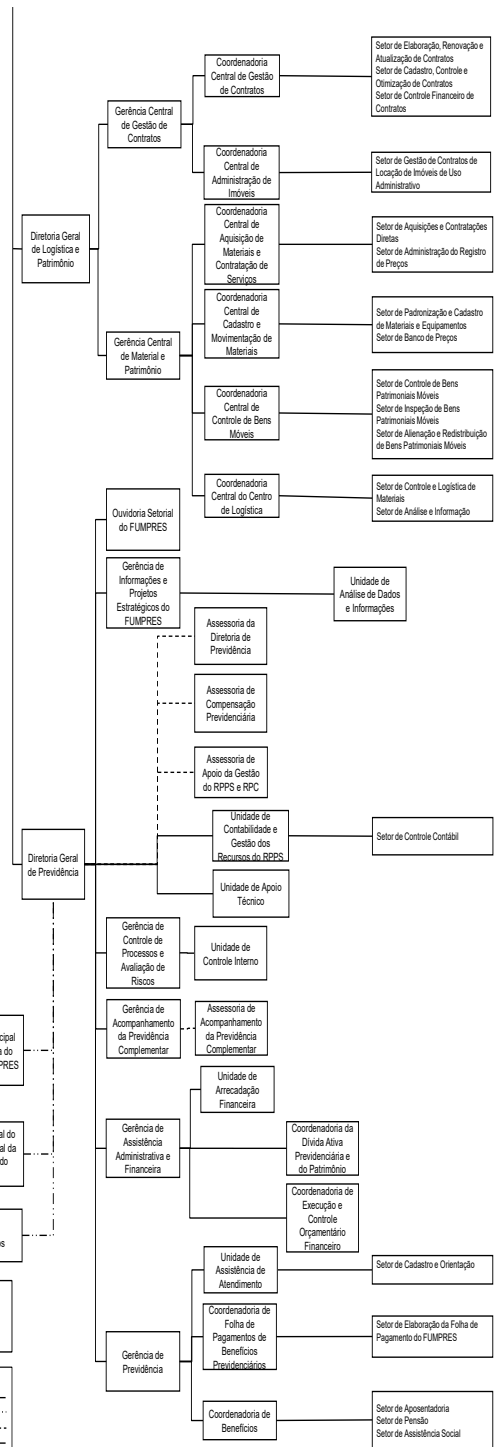 Coordenadoria
Central de Gestão
de Contratos
Setor de Elaboração, Renovação e
Atualização de Contratos
Setor de Cadastro, Controle e
Otimização de Contratos
Setor de Controle Financeiro de
Contratos
Gerência Central
de Gestão de
Contratos
Coordenadoria
Central de
Administração de
Imóveis
Setor de Gestão de Contratos de
Locação de Imóveis de Uso
Administrativo
Diretoria Geral
de Logística e
Patrimônio
Coordenadoria
Central de
Aquisição de
Materiais e
Contratação de
Serviços
Setor de Aquisições e Contratações
Diretas
Setor de Administração do Registro
de Preços
Gerência Central
de Material e
Patrimônio
Coordenadoria
Central de
Cadastro e
Movimentação de
Materiais
Setor de Padronização e Cadastro
de Materiais e Equipamentos
Setor de Banco de Preços
Coordenadoria
Central de
Controle de Bens
Móveis
Setor de Controle de Bens
Patrimoniais Móveis
Setor de Inspeção de Bens
Patrimoniais Móveis
Setor de Alienação e Redistribuição
de Bens Patrimoniais Móveis
Coordenadoria
Central do Centro
de Logística
Setor de Controle e Logística de
Materiais
Setor de Análise e Informação
Ouvidoria Setorial
do FUMPRES
Gerência de
Informações e
Projetos
Estratégicos do
FUMPRES
Unidade de
Análise de Dados
e Informações
Assessoria da
Diretoria de
Previdência
Assessoria de
Compensação
Previdenciária
Assessoria de
Apoio da Gestão
do RPPS e RPC
Diretoria Geral
de Previdência
Unidade de
Contabilidade e
Gestão dos
Recursos do RPPS
Setor de Controle Contábil
Unidade de Apoio
Técnico
Gerência de
Controle de
Processos e
Avaliação de
Riscos
Unidade de
Controle Interno
Gerência de
Acompanhamento
da Previdência
Complementar
Assessoria de
Acompanhamento
da Previdência
Complementar
cipal
a do
PRES
Unidade de
Arrecadação
Financeira
Gerência de
Assistência
Administrativa e
Financeira
Coordenadoria da
Dívida Ativa
Previdenciária e
do Patrimônio
al do
al da
do
Coordenadoria de
Execução e
Controle
Orçamentário
Financeiro
os
Unidade de
Assistência de
Atendimento
Setor de Cadastro e Orientação
Gerência de
Previdência
Coordenadoria de
Folha de
Pagamentos de
Benefícios
Previdenciários
Setor de Elaboração da Folha de
Pagamento do FUMPRES
Coordenadoria de
Benefícios
Setor de Aposentadoria
Setor de Pensão
Setor de Assistência Social